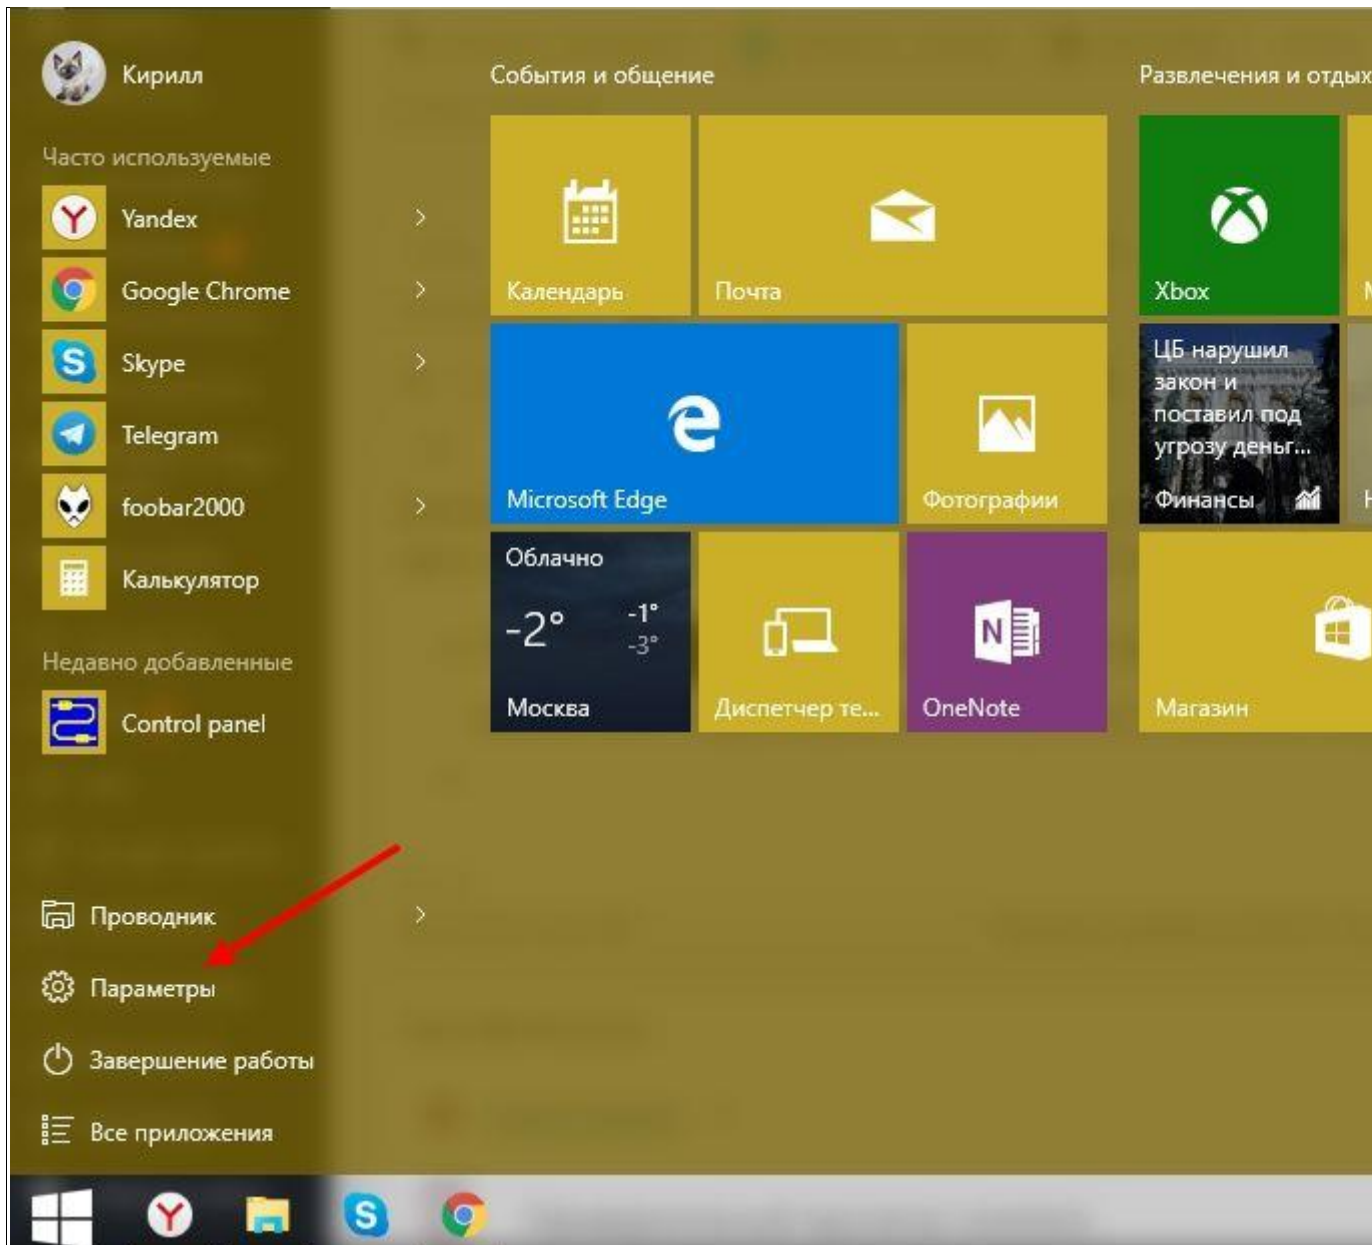 Кирилл
Часто используемые
Yandex
Google Chrome
Skype
Telegram
foobar2000
Калькулятор
Недавно добавленные
Control panel
Проводник
Параметры
Завершение работы
Все приложения
События и общение
Календарь
Почта
Microsoft Edge
Фотографии
Облачно
-2°
-1°
-3°
Москва
Диспетчер те...
N
OneNote
Развлечения и отдых
Xbox
ЦБ нарушил
закон и
поставил под
угрозу деньг...
Финансы
Магазин